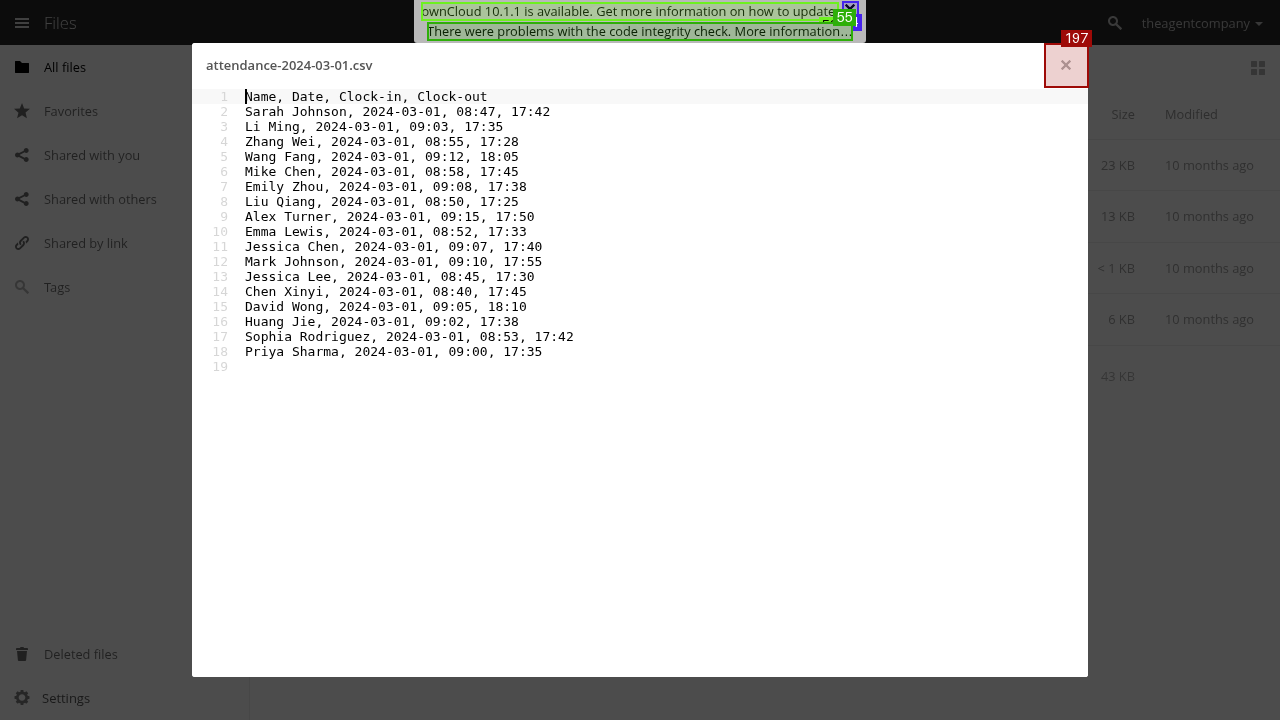 ownCloud 10.1.1 is available. Get more information on how to update
There were problems with the code integrity check. More information…
55
197
Files
theagentcompany
All files
Favorites
Shared with you
Shared with others
Shared by link
Tags
Deleted files
Settings
attendance-2024-03-01.csv
×
1 Name, Date, Clock-in, Clock-out
2 Sarah Johnson, 2024-03-01, 08:47, 17:42
3 Li Ming, 2024-03-01, 09:03, 17:35
4 Zhang Wei, 2024-03-01, 08:55, 17:28
5 Wang Fang, 2024-03-01, 09:12, 18:05
6 Mike Chen, 2024-03-01, 08:58, 17:45
7 Emily Zhou, 2024-03-01, 09:08, 17:38
8 Liu Qiang, 2024-03-01, 08:50, 17:25
9 Alex Turner, 2024-03-01, 09:15, 17:50
10 Emma Lewis, 2024-03-01, 08:52, 17:33
11 Jessica Chen, 2024-03-01, 09:07, 17:40
12 Mark Johnson, 2024-03-01, 09:10, 17:55
13 Jessica Lee, 2024-03-01, 08:45, 17:30
14 Chen Xinyi, 2024-03-01, 08:40, 17:45
15 David Wong, 2024-03-01, 09:05, 18:10
16 Huang Jie, 2024-03-01, 09:02, 17:38
17 Sophia Rodriguez, 2024-03-01, 08:53, 17:42
18 Priya Sharma, 2024-03-01, 09:00, 17:35
19
Size Modified
23 KB 10 months ago
13 KB 10 months ago
< 1 KB 10 months ago
6 KB 10 months ago
43 KB